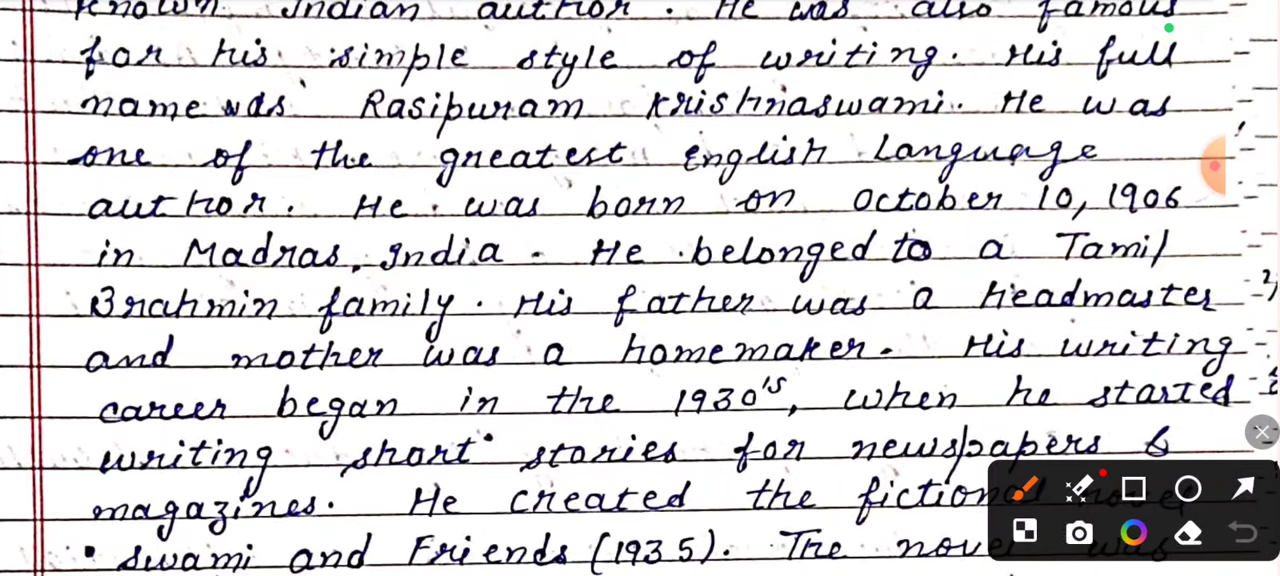 known Indian author. He was also famous
for his simple style of writing. His full
name was Rasipuram Krishnaswami. He was
one of the greatest English Language
author. He was born on October 10, 1906
in Madras, India. He belonged to a Tamil
Brahmin family. His father was a Headmaster
and mother was a homemaker. His writing
career began in the 1930's, when he started
writing short stories for newspapers &
magazines. He created the fictional novel
Swami and Friends (1935). The novel was